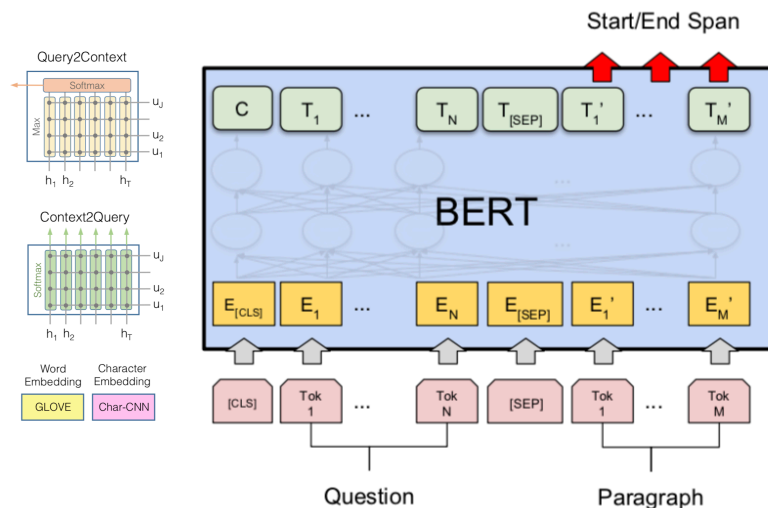 Query2Context
Softmax
Max
u_J
u_2
u_1
h_1 h_2 h_T
Context2Query
Softmax
u_J
u_2
u_1
h_1 h_2 h_T
Word Embedding
Character Embedding
GLOVE
Char-CNN
Start/End Span
C T_1 ... T_N T_[SEP] T_1' ... T_M'
...
BERT
...
E_[CLS] E_1 ... E_N E_[SEP] E_1' ... E_M'
[CLS] Tok 1 ... Tok N [SEP] Tok 1 ... Tok M
Question
Paragraph